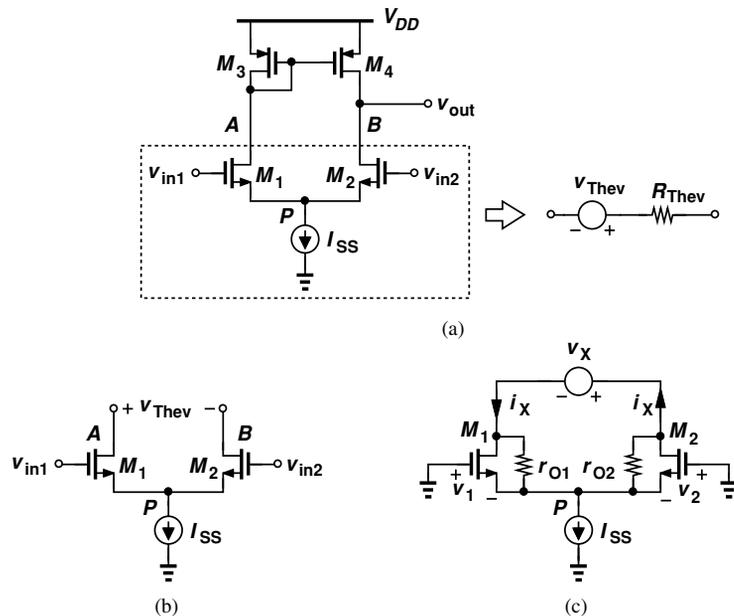 V_DD
M_3
M_4
v_out
A
B
v_in1
M_1
M_2
v_in2
P
I_SS
v_Thev
R_Thev
− +
(a)
+ v_Thev −
A
B
v_in1
M_1
M_2
v_in2
P
I_SS
(b)
v_X
− +
i_X
i_X
M_1
M_2
r_O1
r_O2
+
v_1
−
+
v_2
−
P
I_SS
(c)